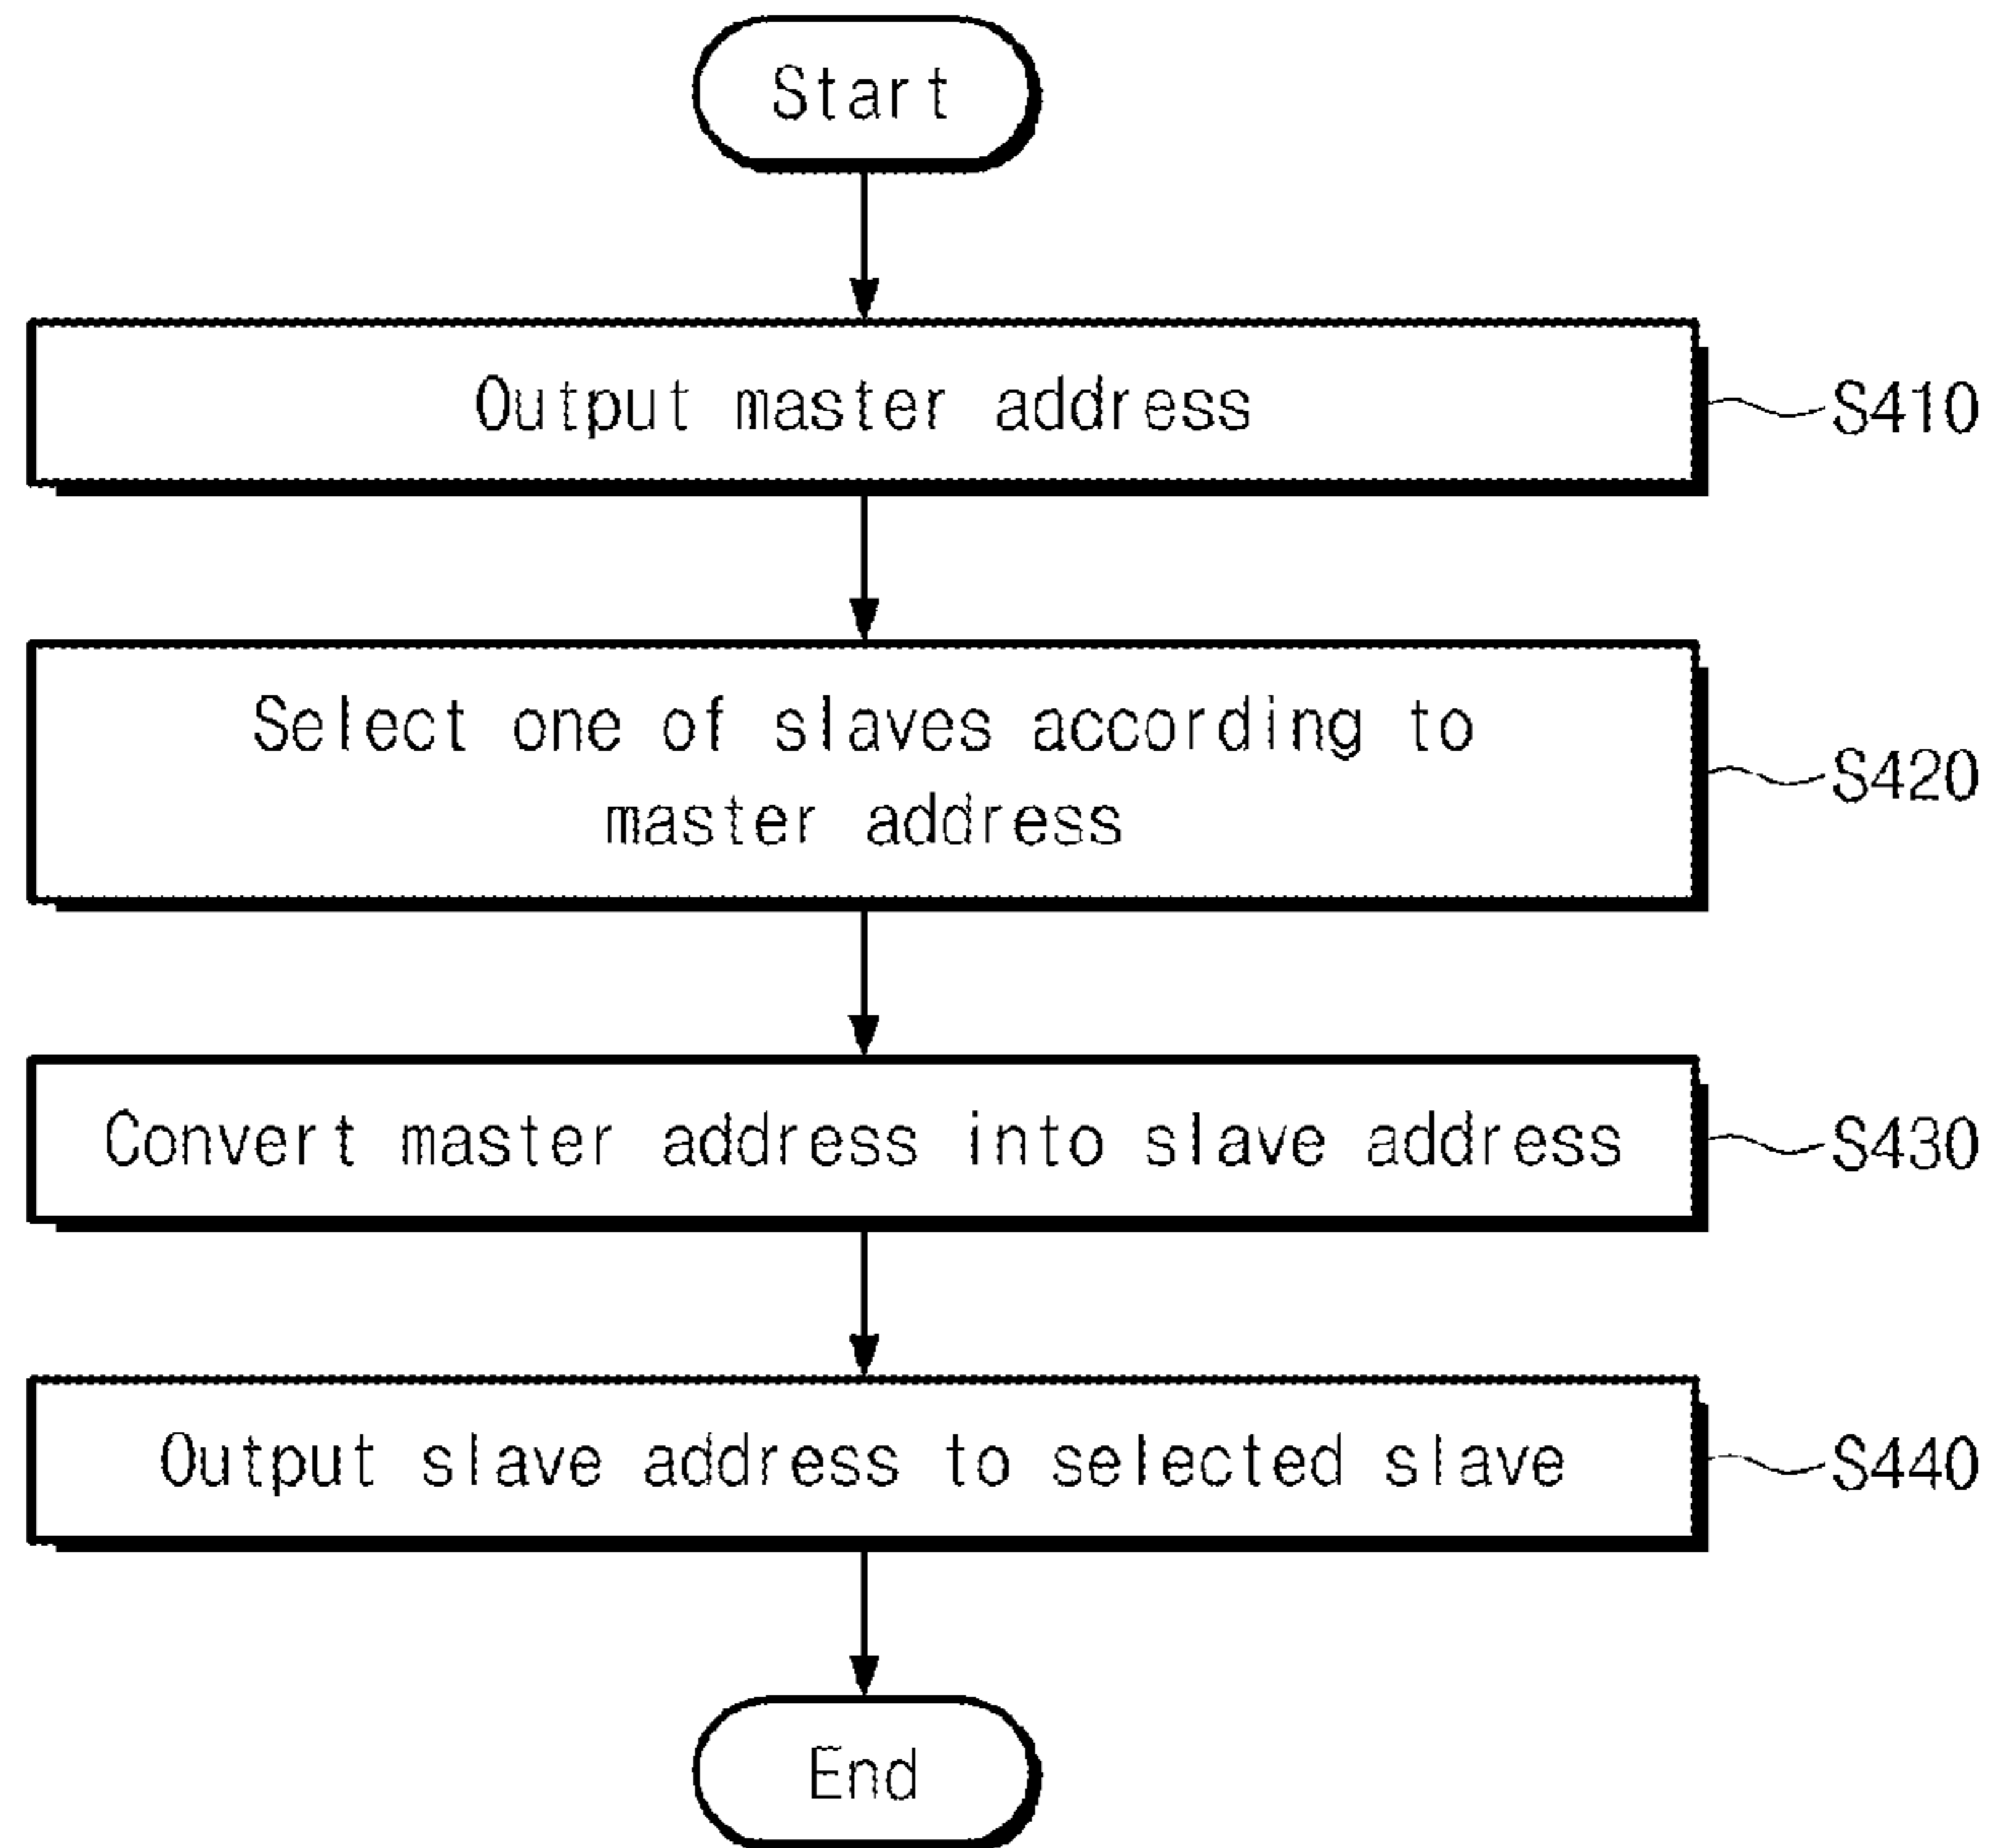 Start
Output master address
S410
Select one of slaves according to
master address
S420
Convert master address into slave address
S430
Output slave address to selected slave
S440
End